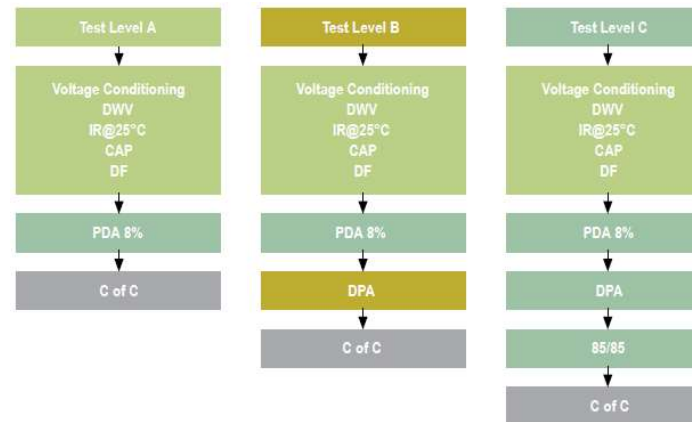 Test Level A
Voltage Conditioning
DWV
IR@25°C
CAP
DF
PDA 8%
C of C
Test Level B
Voltage Conditioning
DWV
IR@25°C
CAP
DF
PDA 8%
DPA
C of C
Test Level C
Voltage Conditioning
DWV
IR@25°C
CAP
DF
PDA 8%
DPA
85/85
C of C